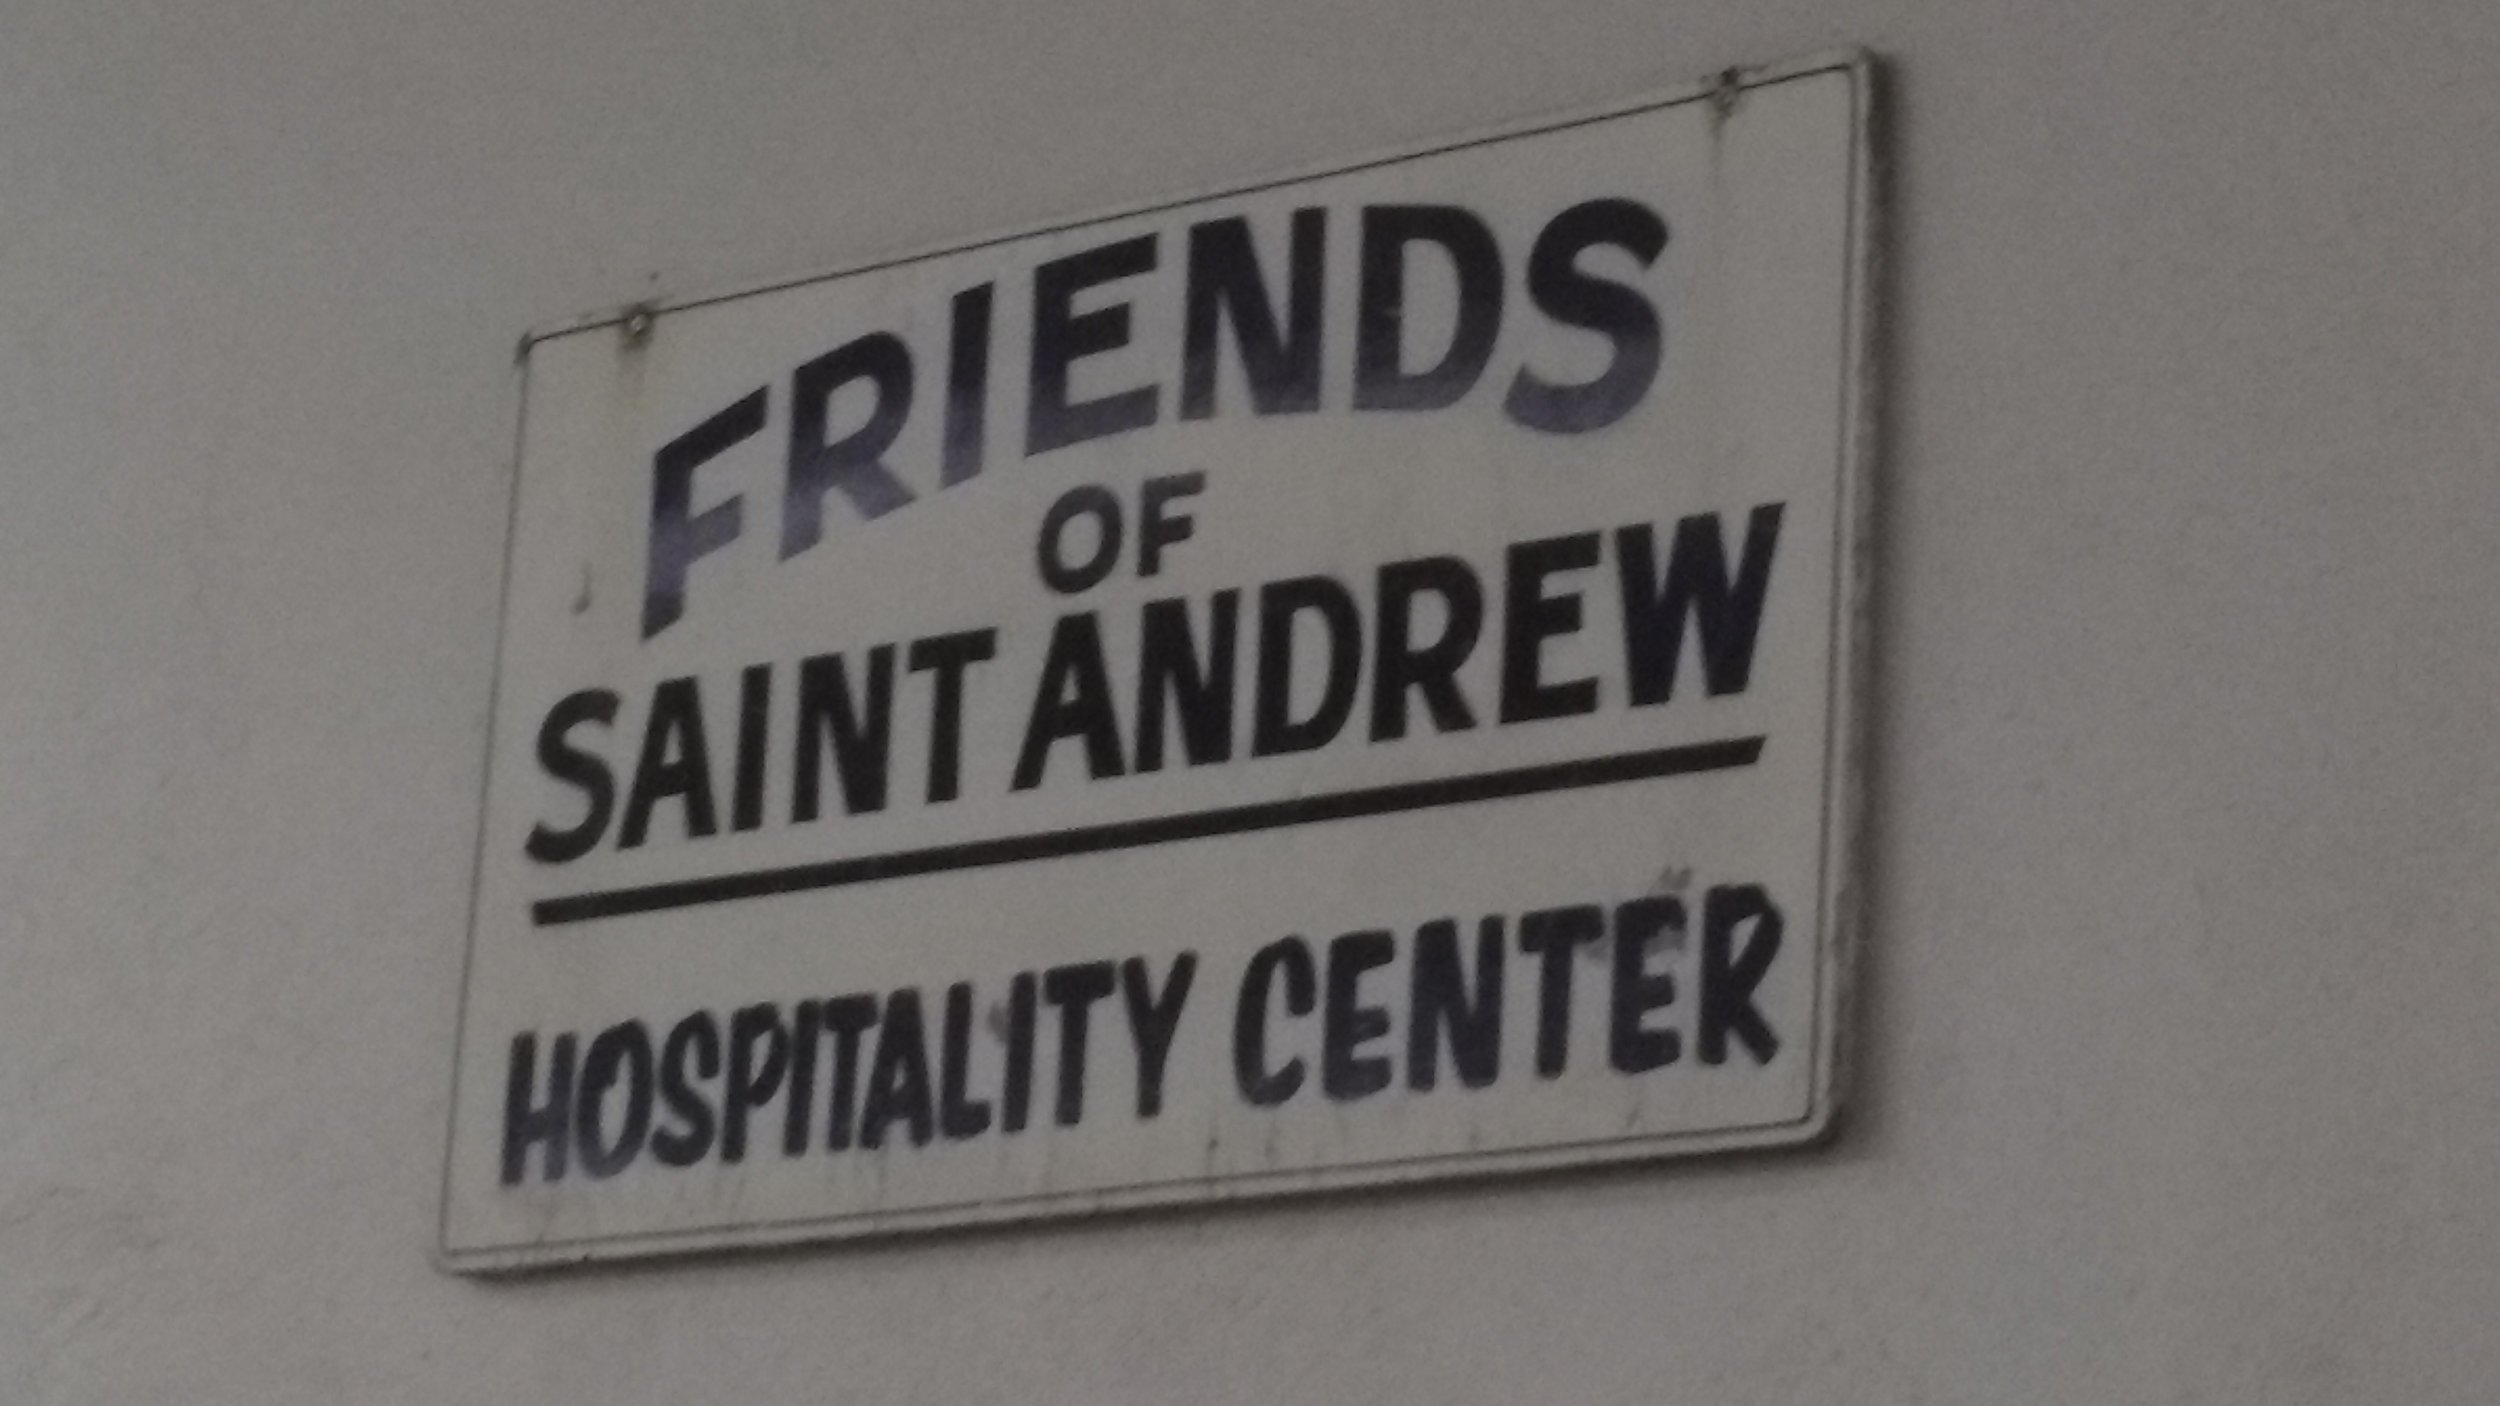 FRIENDS
OF
SAINT ANDREW
HOSPITALITY CENTER